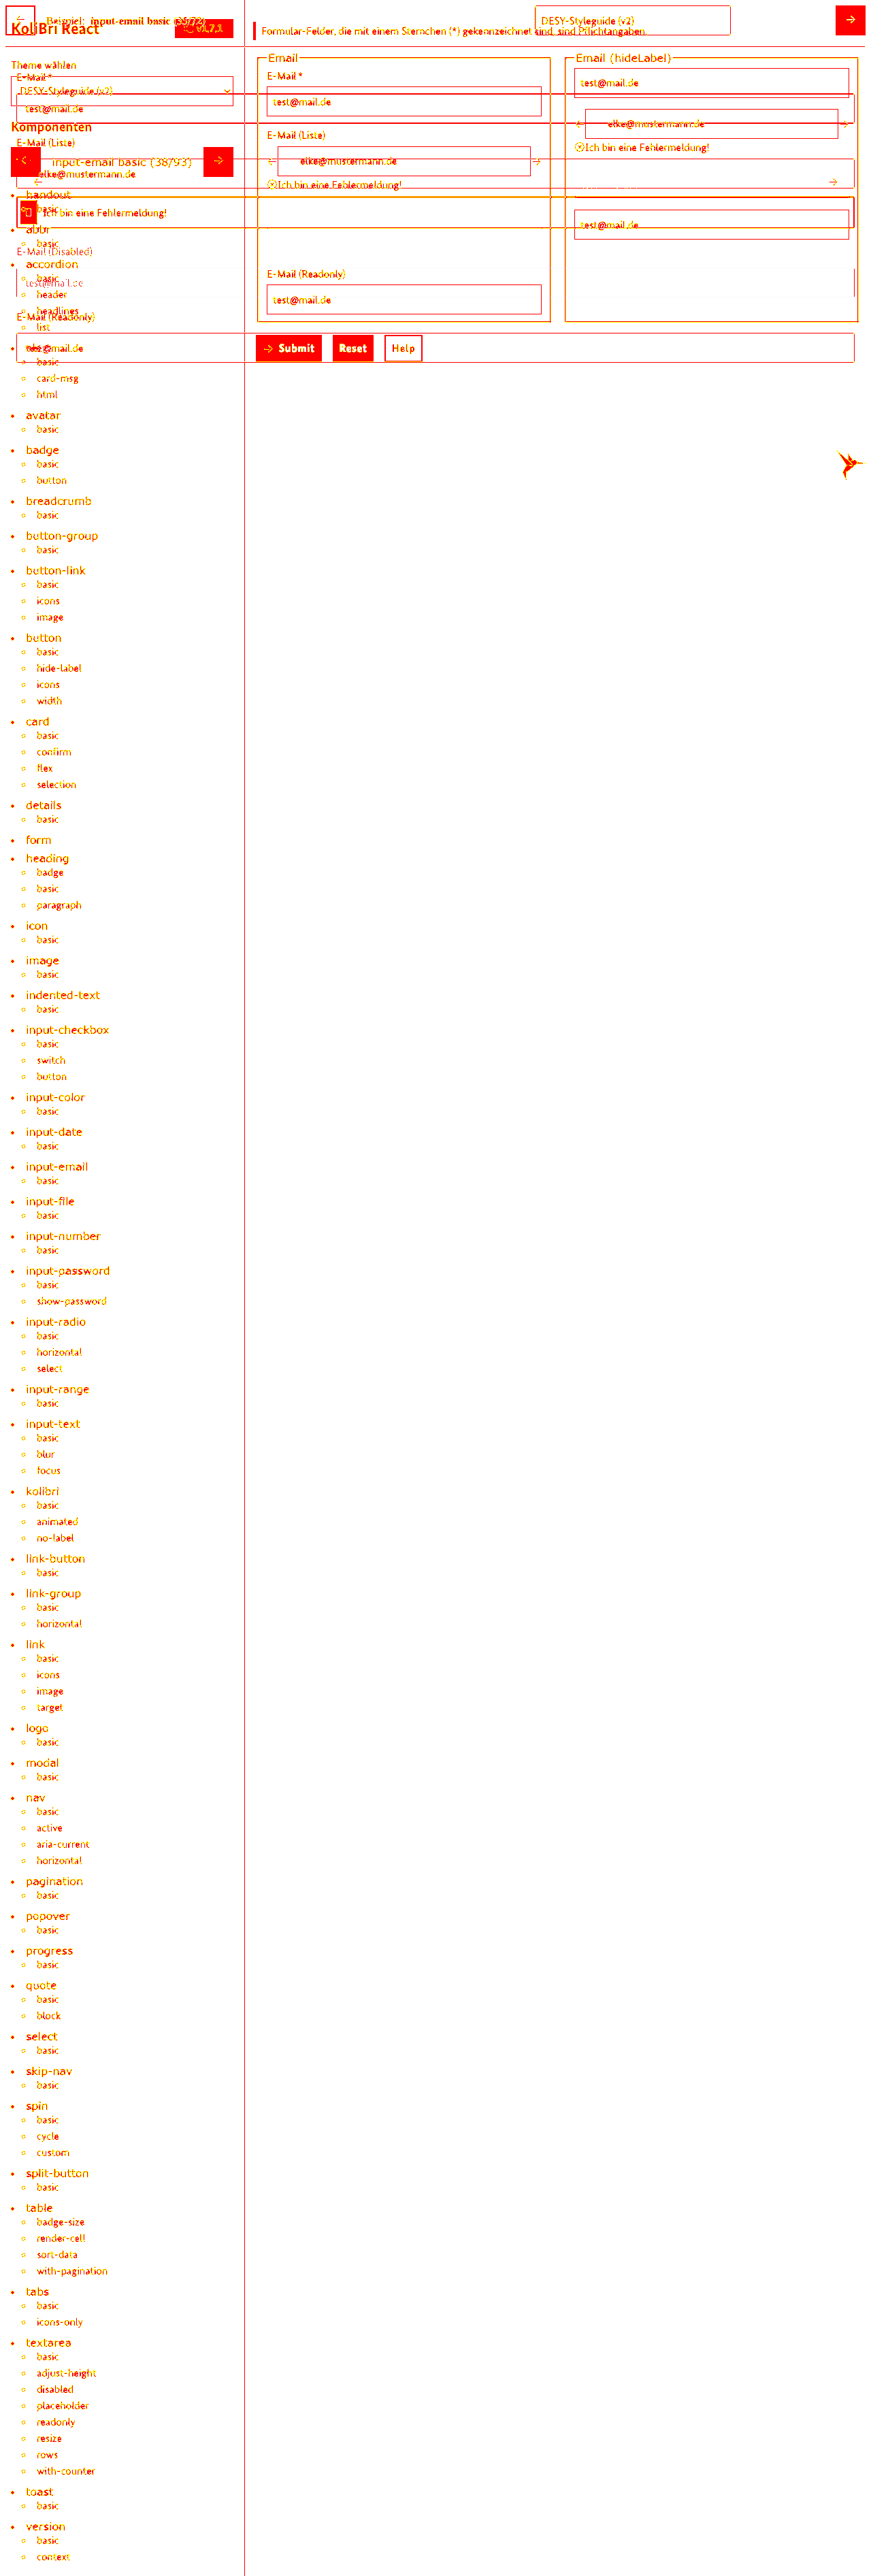 Beispiel: input-email basic
KoliBri React
v1.7.1
DESY-Styleguide (v2)
Formular-Felder, die mit einem Sternchen (*) gekennzeichnet sind, sind Pflichtangaben.
Theme wählen
E-Mail *
DESY-Styleguide (v2)
test@mail.de
Komponenten
E-Mail (Liste)
input-email basic (38/93)
elke@mustermann.de
Ich bin eine Fehlermeldung!
E-Mail (Disabled)
test@mail.de
E-Mail (Readonly)
test@mail.de
Email
E-Mail *
test@mail.de
E-Mail (Liste)
elke@mustermann.de
Ich bin eine Fehlermeldung!
E-Mail (Readonly)
test@mail.de
Email (hideLabel)
test@mail.de
elke@mustermann.de
Ich bin eine Fehlermeldung!
test@mail.de
Submit
Reset
Help
handout
basic
abbr
basic
accordion
basic
header
headlines
list
basic
card-msg
html
avatar
basic
badge
basic
button
breadcrumb
basic
button-group
basic
button-link
basic
icons
image
button
basic
hide-label
icons
width
card
basic
confirm
flex
selection
details
basic
form
heading
badge
basic
paragraph
icon
basic
image
basic
indented-text
basic
input-checkbox
basic
switch
button
input-color
basic
input-date
basic
input-email
basic
input-file
basic
input-number
basic
input-password
basic
show-password
input-radio
basic
horizontal
select
input-range
basic
input-text
basic
blur
focus
kolibri
basic
animated
no-label
link-button
basic
link-group
basic
horizontal
link
basic
icons
image
target
logo
basic
modal
basic
nav
basic
active
aria-current
horizontal
pagination
basic
popover
basic
progress
basic
quote
basic
block
select
basic
skip-nav
basic
spin
basic
cycle
custom
split-button
basic
table
badge-size
render-cell
sort-data
with-pagination
tabs
basic
icons-only
textarea
basic
adjust-height
disabled
placeholder
readonly
resize
rows
with-counter
toast
basic
version
basic
context